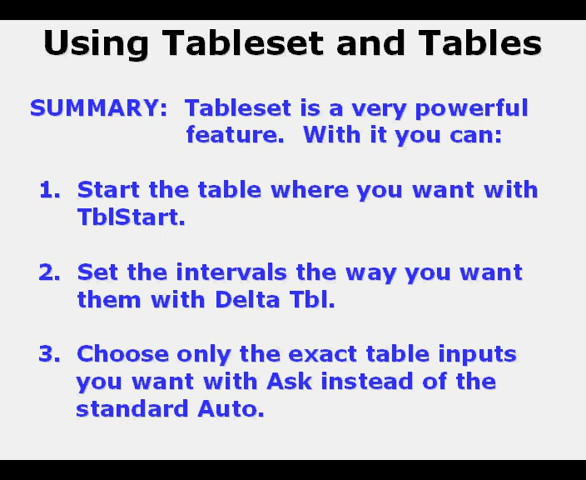 Using Tableset and Tables
SUMMARY: Tableset is a very powerful
feature. With it you can:
1. Start the table where you want with
TblStart.
2. Set the intervals the way you want
them with Delta Tbl.
3. Choose only the exact table inputs
you want with Ask instead of the
standard Auto.